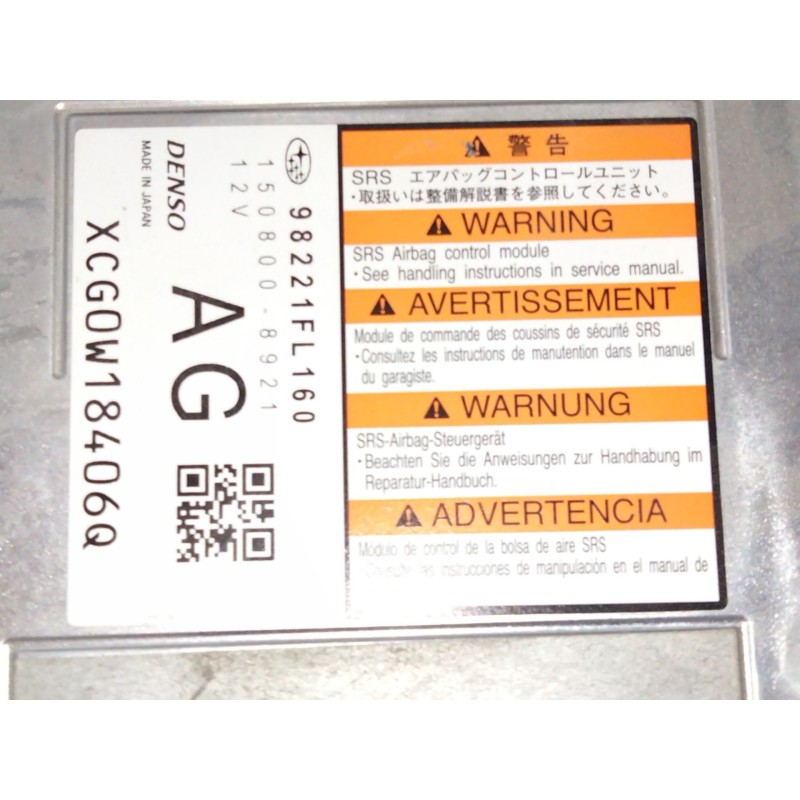 98221FL160
150800-8921
12V
AG
DENSO
MADE IN JAPAN
XCG0W18406Q
警告
SRS エアバッグコントロールユニット
・取扱いは整備解説書を参照してください。
WARNING
SRS Airbag control module
・See handling instructions in service manual.
AVERTISSEMENT
Module de commande des coussins de sécurité SRS
・Consultez les instructions de manutention dans le manuel
du garagiste.
WARNUNG
SRS-Airbag-Steuergerät
・Beachten Sie die Anweisungen zur Handhabung im
Reparatur-Handbuch.
ADVERTENCIA
Módulo de control de la bolsa de aire SRS
・Consulte las instrucciones de manipulación en el manual de